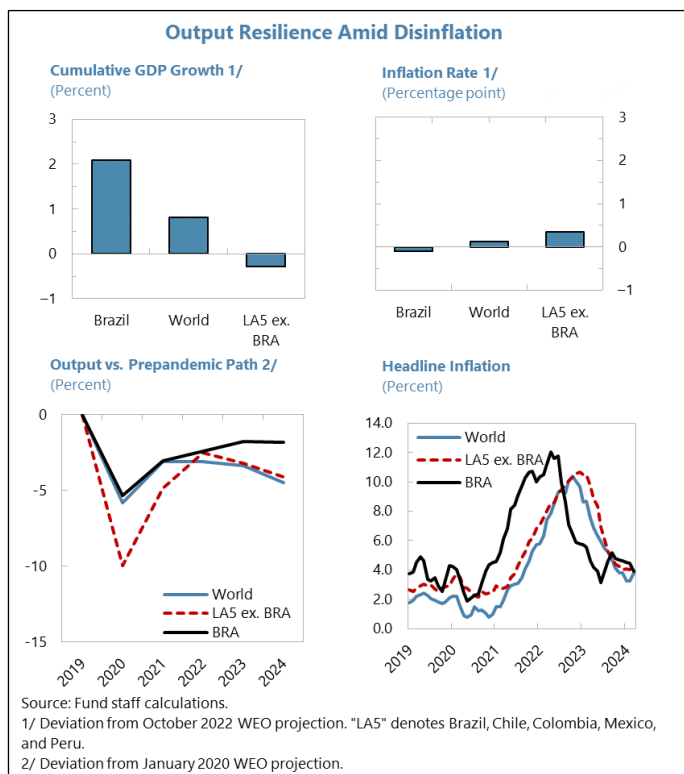 Output Resilience Amid Disinflation
Cumulative GDP Growth 1/
(Percent)
3
2
1
0
−1
Brazil
World
LA5 ex.
BRA
Inflation Rate 1/
(Percentage point)
3
2
1
0
−1
Brazil
World
LA5 ex.
BRA
Output vs. Prepandemic Path 2/
(Percent)
0
-5
-10
-15
World
LA5 ex. BRA
BRA
2019
2020
2021
2022
2023
2024
Headline Inflation
(Percent)
14.0
12.0
10.0
8.0
6.0
4.0
2.0
0.0
World
LA5 ex. BRA
BRA
2019
2020
2021
2022
2023
2024
Source: Fund staff calculations.
1/ Deviation from October 2022 WEO projection. "LA5" denotes Brazil, Chile, Colombia, Mexico,
and Peru.
2/ Deviation from January 2020 WEO projection.